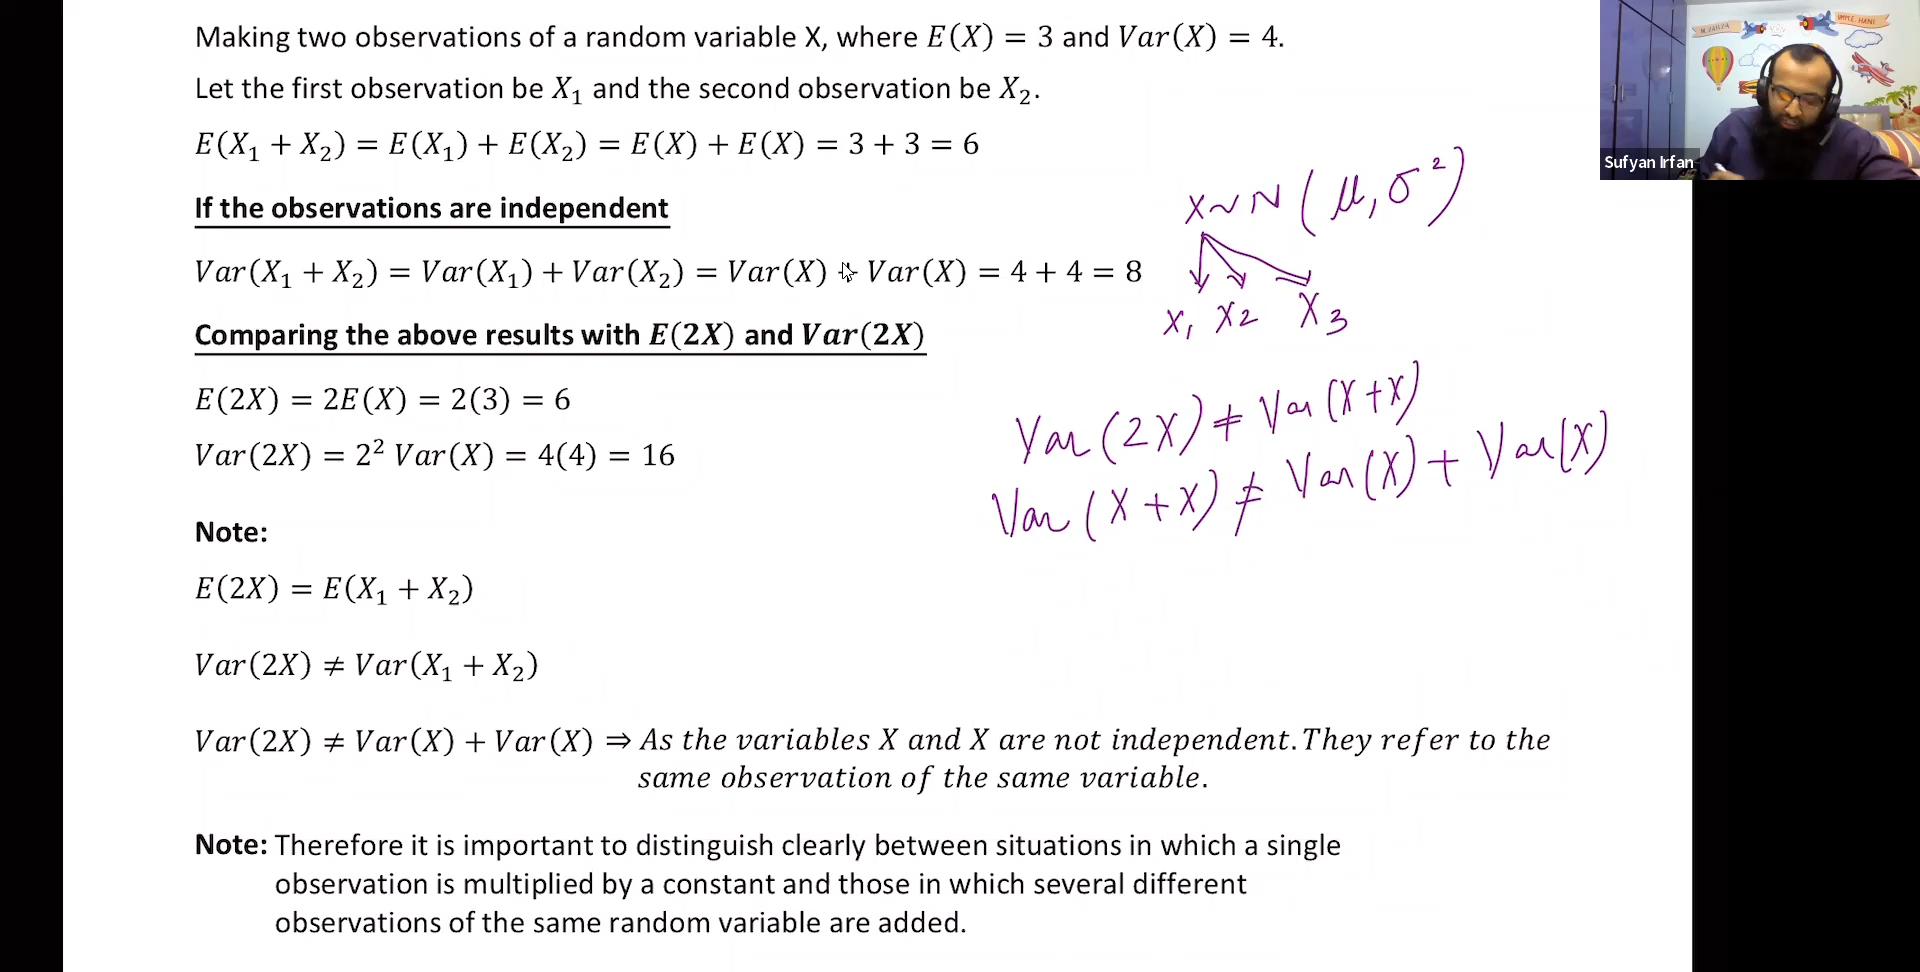 Making two observations of a random variable X, where E(X) = 3 and Var(X) = 4.
Let the first observation be X₁ and the second observation be X₂.
E(X₁ + X₂) = E(X₁) + E(X₂) = E(X) + E(X) = 3 + 3 = 6
If the observations are independent
Var(X₁ + X₂) = Var(X₁) + Var(X₂) = Var(X) + Var(X) = 4 + 4 = 8
Comparing the above results with E(2X) and Var(2X)
E(2X) = 2E(X) = 2(3) = 6
Var(2X) = 2² Var(X) = 4(4) = 16
Note:
E(2X) = E(X₁ + X₂)
Var(2X) ≠ Var(X₁ + X₂)
Var(2X) ≠ Var(X) + Var(X) ⇒ As the variables X and X are not independent. They refer to the
same observation of the same variable.
Note: Therefore it is important to distinguish clearly between situations in which a single
observation is multiplied by a constant and those in which several different
observations of the same random variable are added.
X ~ N(μ, σ²)
X₁ X2 X3
Var(2X) ≠ Var(X+X)
Var(X+X) ≠ Var(X) + Var(X)
Sufyan Irfan